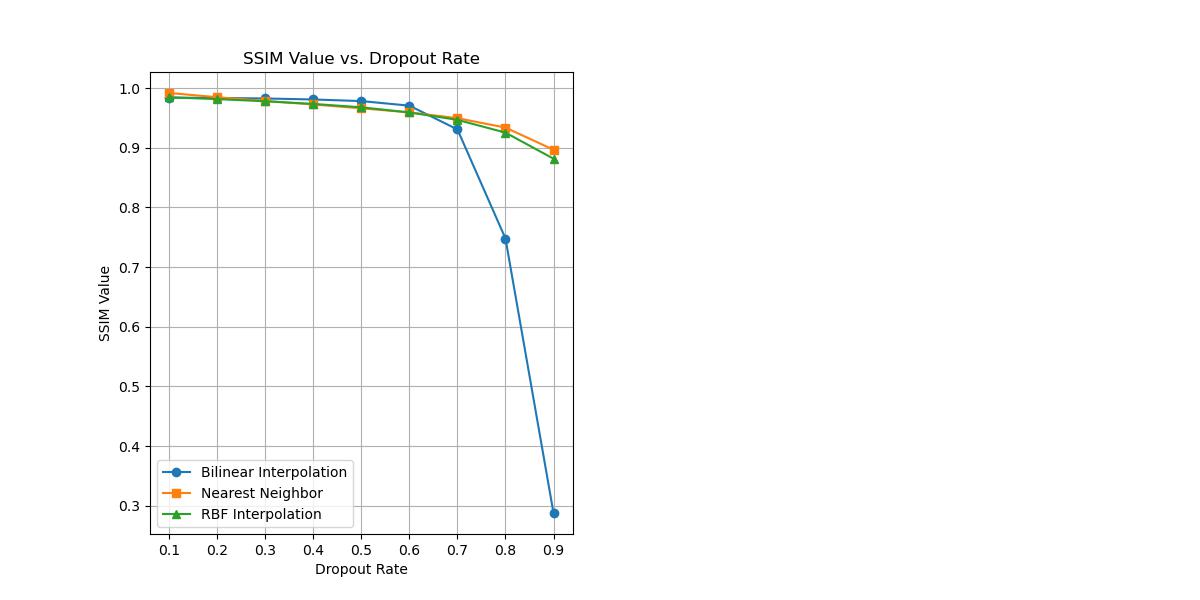 SSIM Value vs. Dropout Rate
1.0
0.9
0.8
0.7
0.6
0.5
0.4
0.3
SSIM Value
Bilinear Interpolation
Nearest Neighbor
RBF Interpolation
0.1 0.2 0.3 0.4 0.5 0.6 0.7 0.8 0.9
Dropout Rate